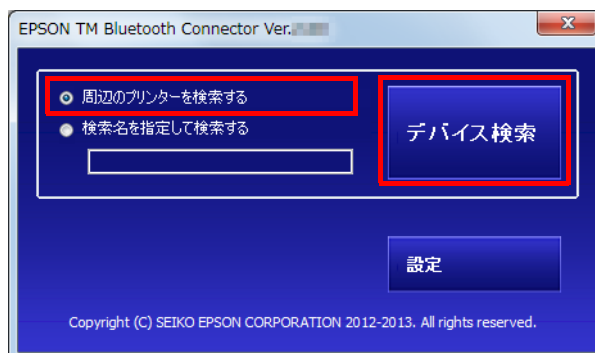 EPSON TM Bluetooth Connector Ver.
周辺のプリンターを検索する
検索名を指定して検索する
デバイス検索
設定
Copyright (C) SEIKO EPSON CORPORATION 2012-2013. All rights reserved.